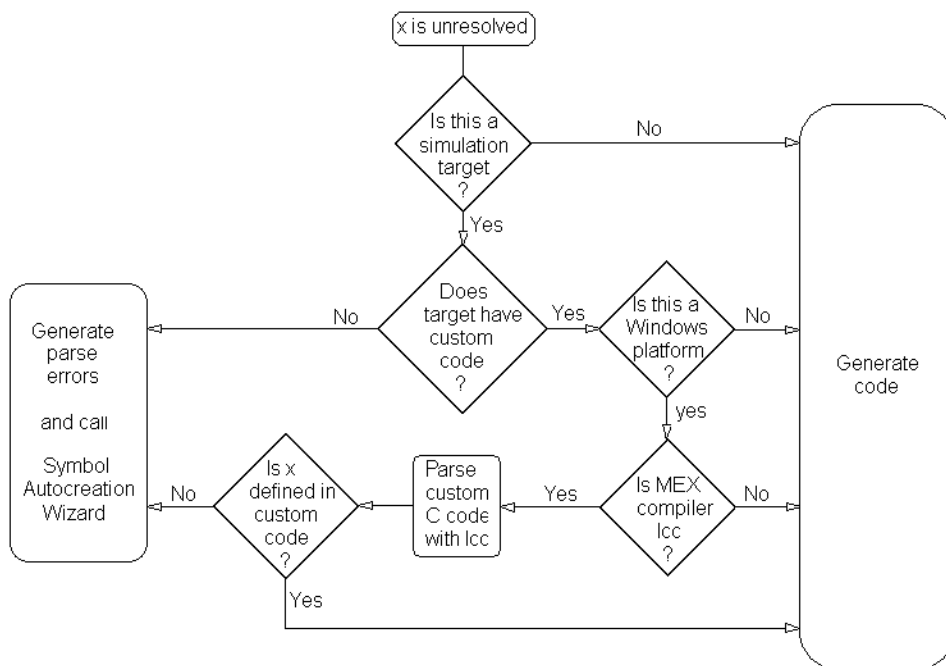 x is unresolved
Is this a
simulation
target
?
No
Yes
Does
target have
custom
code
?
No
Yes
Is this a
Windows
platform
?
No
yes
Generate
parse
errors
and call
Symbol
Autocreation
Wizard
Generate
code
Is MEX
compiler
lcc
?
No
Yes
Parse
custom
C code
with lcc
Is x
defined in
custom
code
?
No
Yes